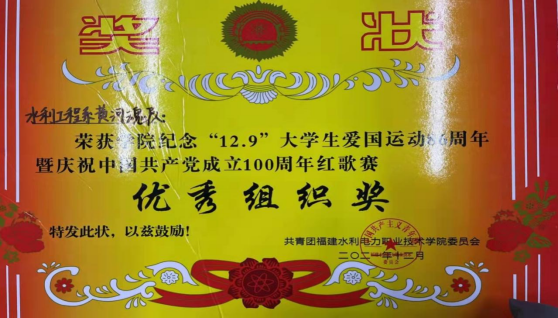 奖 状
水利工程系黄河魂队:
荣获学院纪念“12.9”大学生爱国运动86周年
暨庆祝中国共产党成立100周年红歌赛
优秀组织奖
特发此状,以兹鼓励!
共青团福建水利电力职业技术学院委员会
二〇二一年十二月